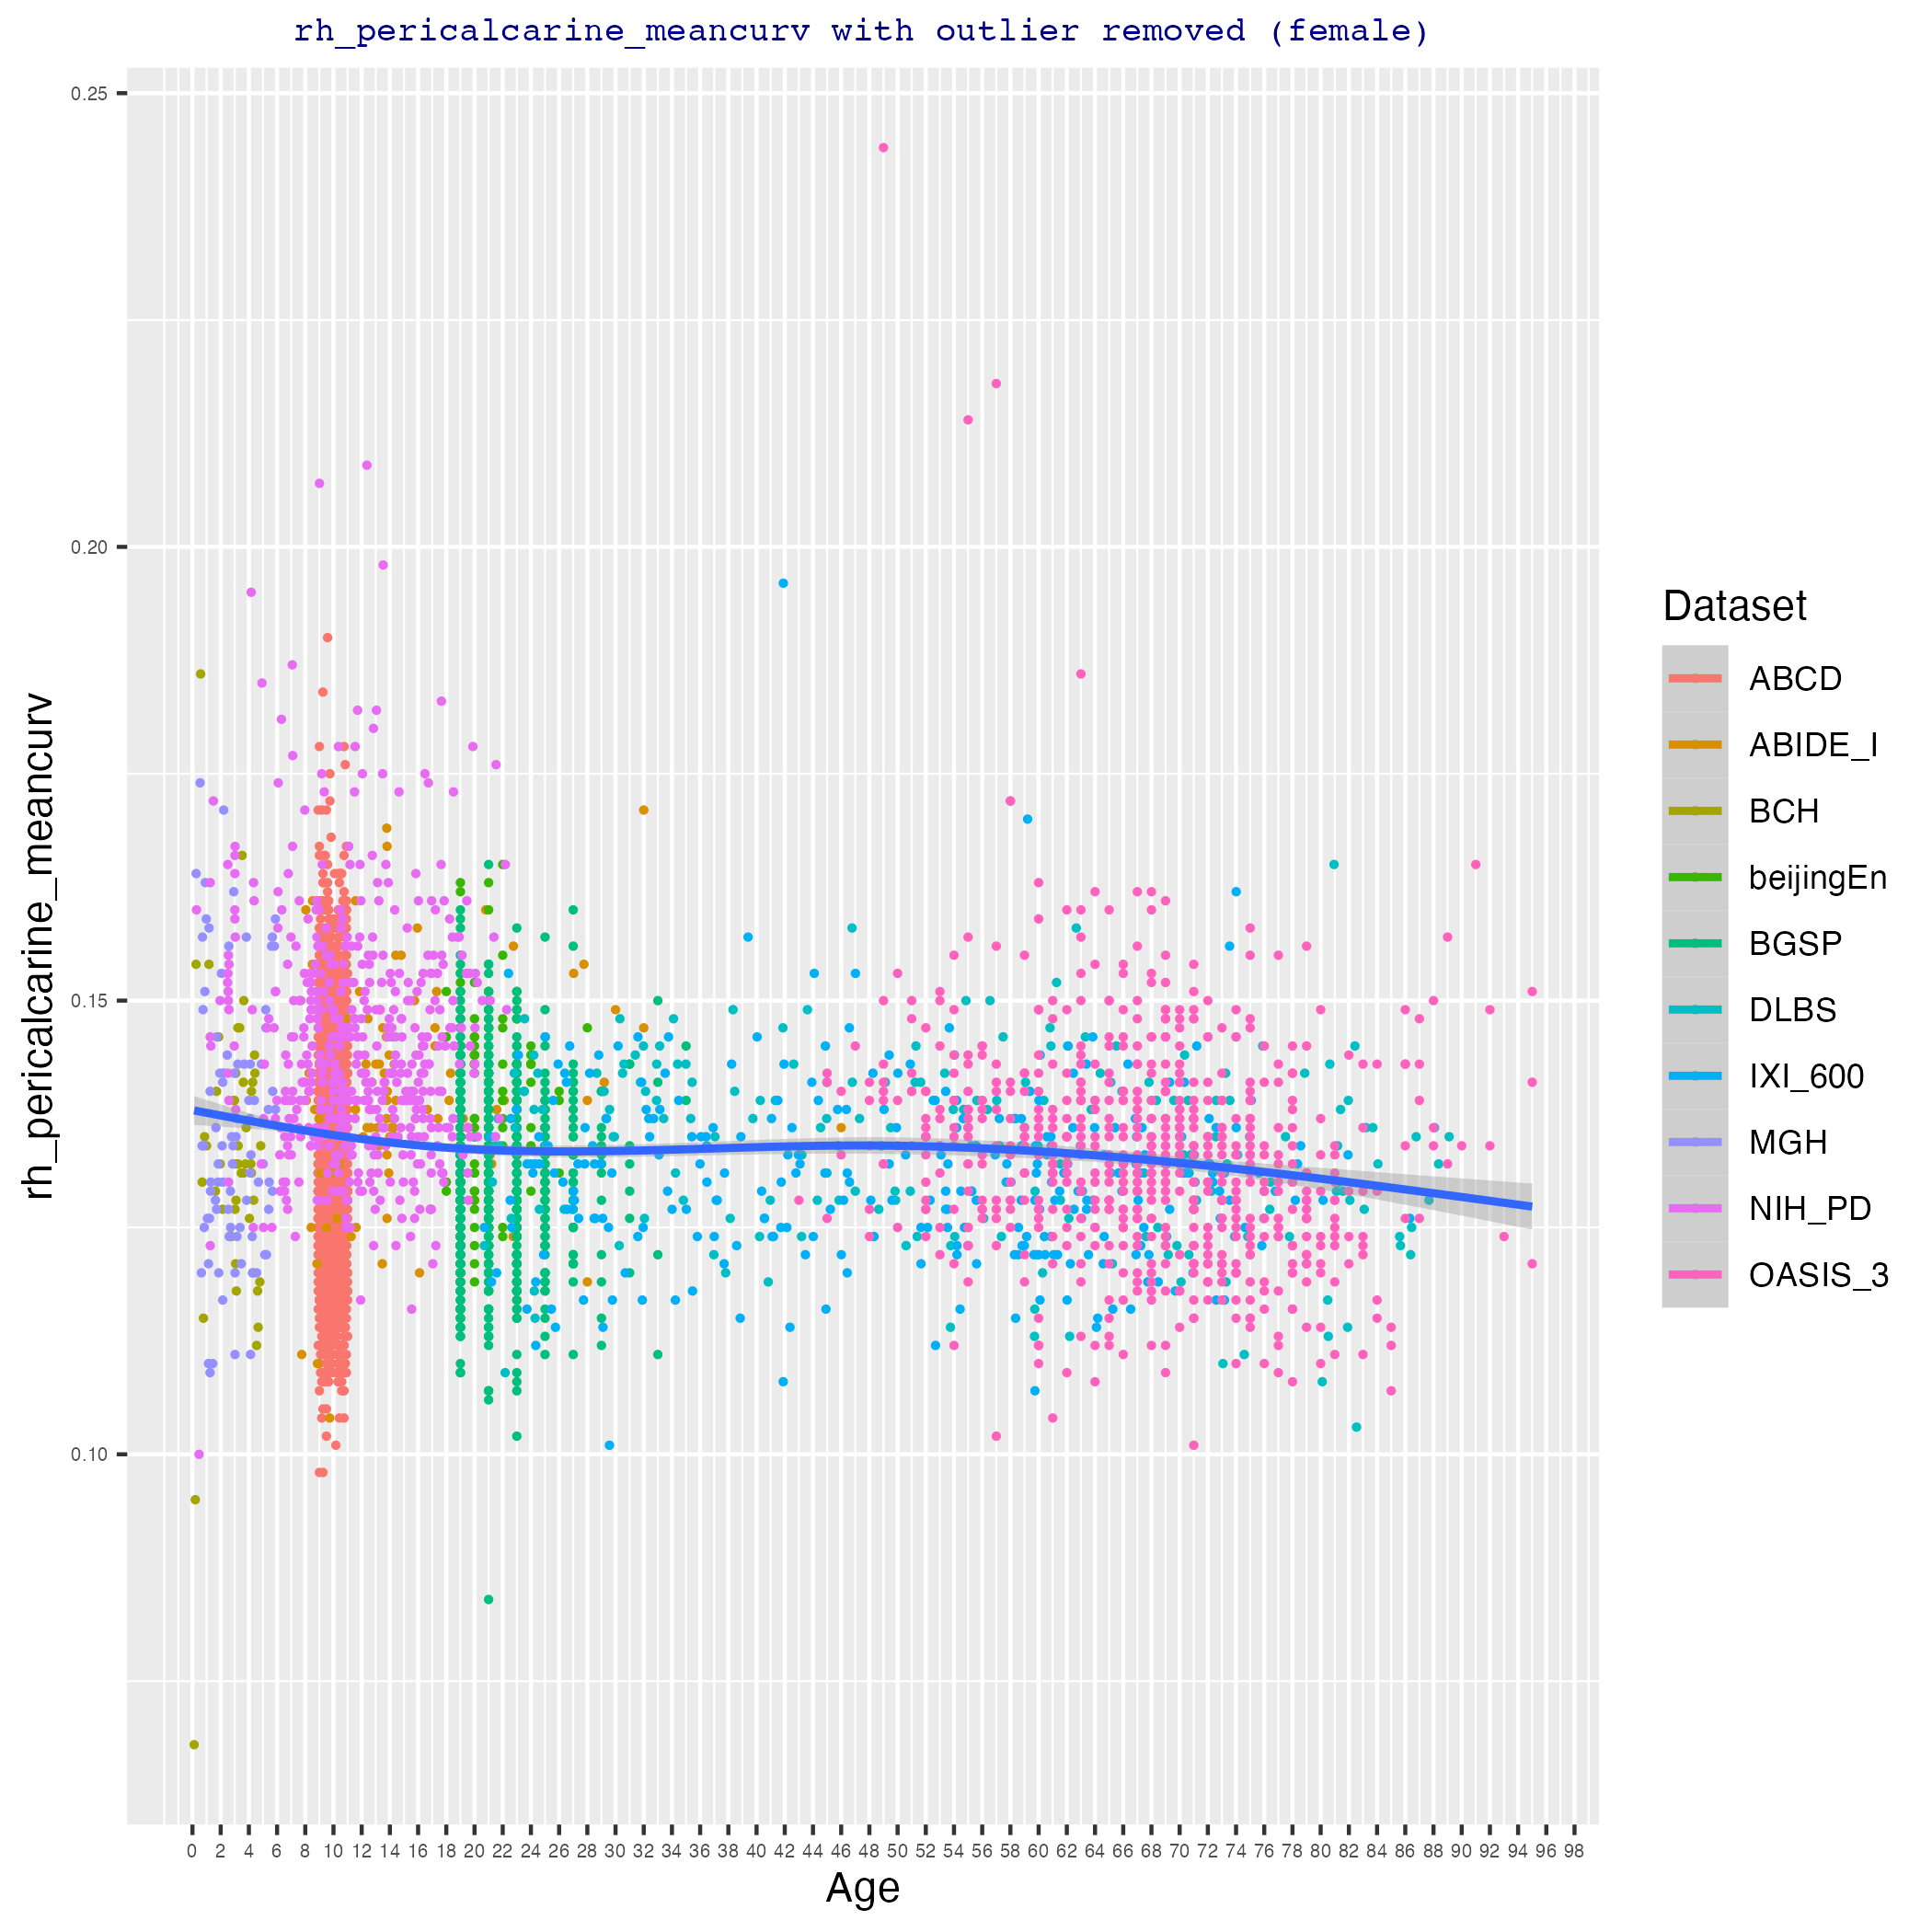 rh_pericalcarine_meancurv with outlier removed (female)
rh_pericalcarine_meancurv
0.25
0.20
0.15
0.10
0 2 4 6 8 10 12 14 16 18 20 22 24 26 28 30 32 34 36 38 40 42 44 46 48 50 52 54 56 58 60 62 64 66 68 70 72 74 76 78 80 82 84 86 88 90 92 94 96 98
Age
Dataset
ABCD
ABIDE_I
BCH
beijingEn
BGSP
DLBS
IXI_600
MGH
NIH_PD
OASIS_3